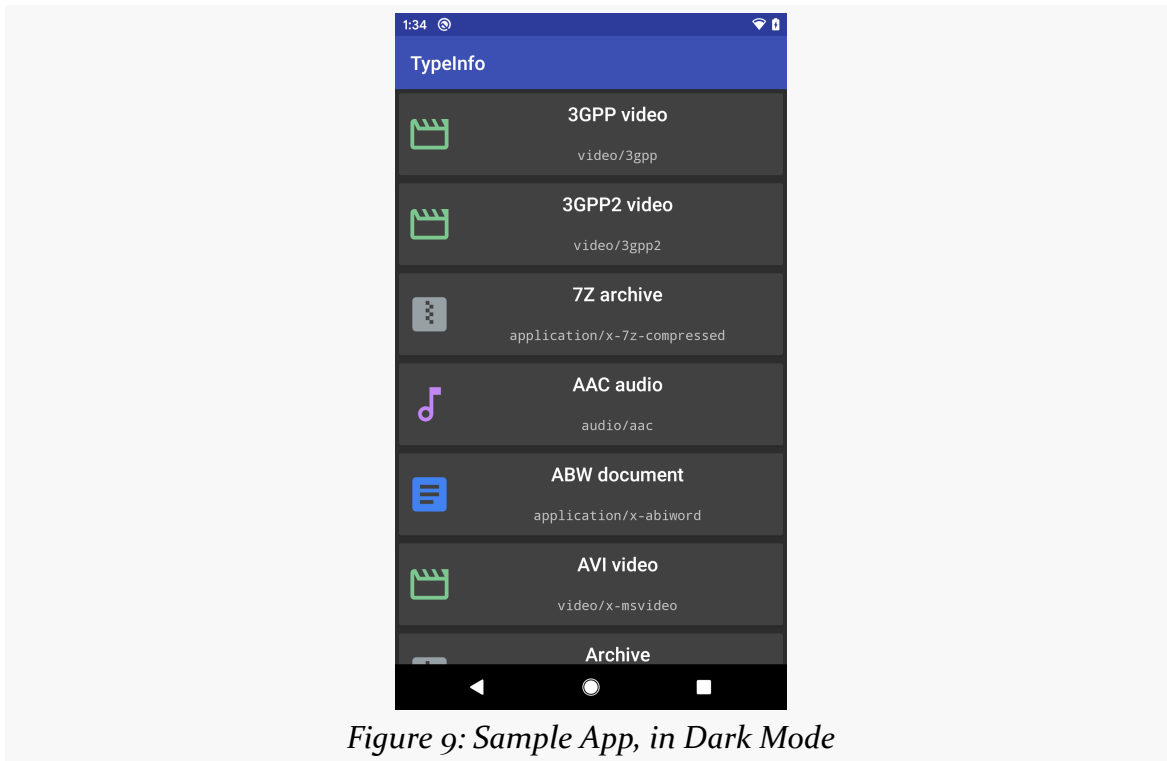 1:34
TypeInfo
3GPP video
video/3gpp
3GPP2 video
video/3gpp2
7Z archive
application/x-7z-compressed
AAC audio
audio/aac
ABW document
application/x-abiword
AVI video
video/x-msvideo
Archive
Figure 9: Sample App, in Dark Mode